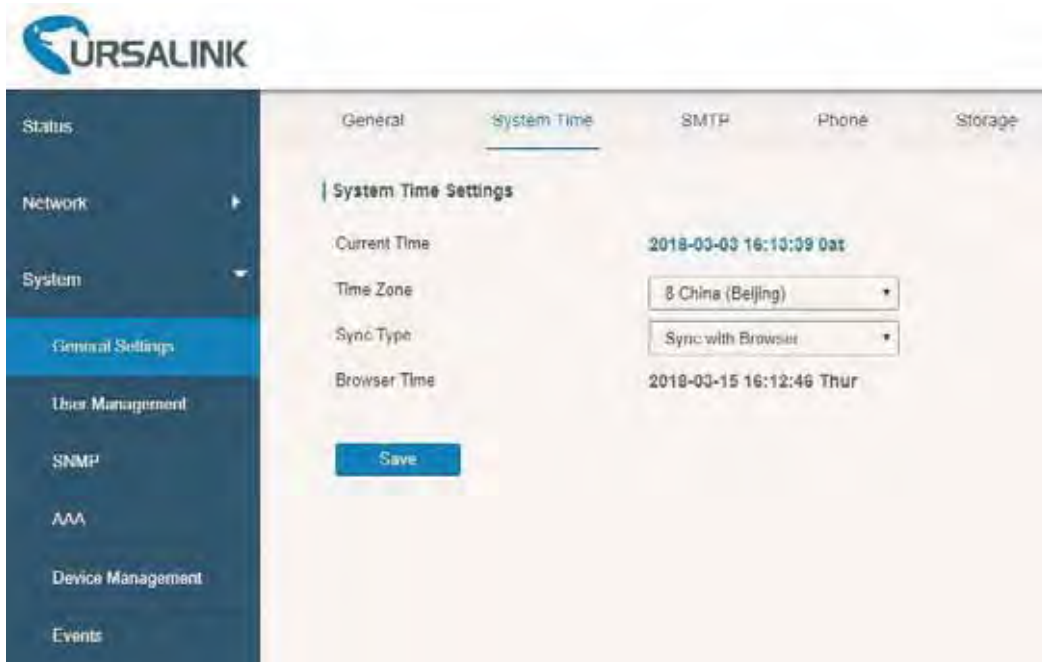 URSALINK
Status
General System Time SMTP Phone Storage
Network
System Time Settings
Current Time 2018-03-03 16:13:39 Sat
System
Time Zone 8 China (Beijing)
Sync Type Sync with Browser
General Settings
Browser Time 2018-03-15 16:12:46 Thur
User Management
Save
SNMP
AAA
Device Management
Events